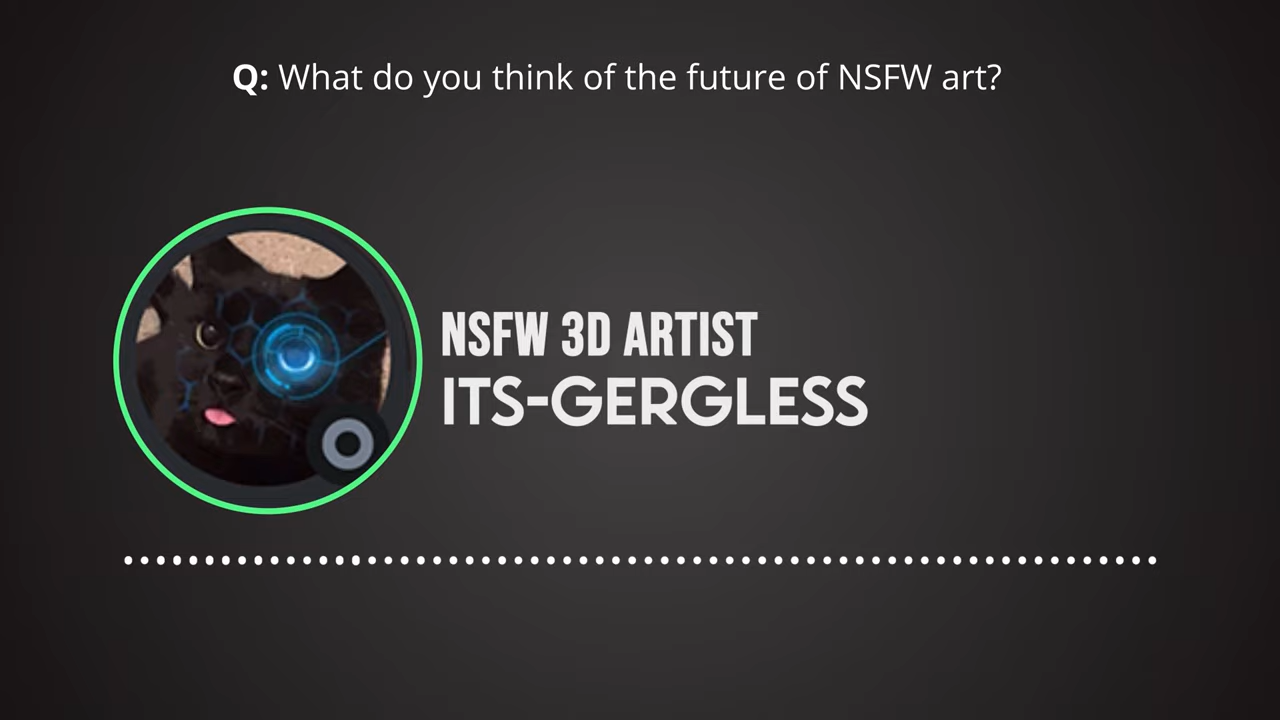 Q: What do you think of the future of NSFW art?
NSFW 3D ARTIST
ITS-GERGLESS